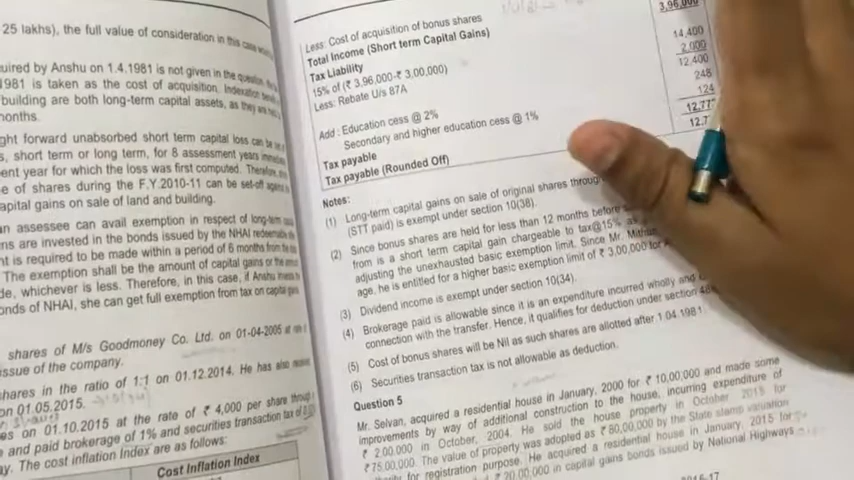 25 lakhs), the full value of consideration in this case
uired by Anshu on 1.4.1981 is not given in the question.
1981 is taken as the cost of acquisition. Indexation
building are both long-term capital assets, as they are
months.
ght forward unabsorbed short term capital loss can be
s, short term or long term, for 8 assessment years
ent year for which the loss was first computed. Therefore,
e of shares during the F.Y.2010-11 can be set-off against
apital gains on sale of land and building.
an assessee can avail exemption in respect of long-term
ns are invested in the bonds issued by the NHAI redeemable
nt is required to be made within a period of 6 months from the
The exemption shall be the amount of capital gains or the
de, whichever is less. Therefore, in this case, if Anshu invests
onds of NHAI, she can get full exemption from tax on capital
shares of M/s Goodmoney Co. Ltd. on 01-04-2005 at
issue of the company.
hares in the ratio of 1:1 on 01.12.2014. He has also
on 01.05.2015.
es on 01.10.2015 at the rate of ₹ 4,000 per share through
e and paid brokerage of 1% and securities transaction tax of
ay. The cost inflation Index are as follows:
Cost Inflation Index
Less: Cost of acquisition of bonus shares
Total Income (Short term Capital Gains) 3,96,000
Tax Liability
15% of (₹ 3,96,000-₹ 3,00,000) 14,400
Less: Rebate U/s 87A 2,000
12,400
Add : Education cess @ 2% 248
Secondary and higher education cess @ 1% 124
Tax payable 12,77
Tax payable (Rounded Off) 12,7
Notes:
(1) Long-term capital gains on sale of original shares through
(STT paid) is exempt under section 10(38).
(2) Since bonus shares are held for less than 12 months before
from is a short term capital gain chargeable to tax@15%
adjusting the unexhausted basic exemption limit. Since Mr.
age, he is entitled for a higher basic exemption limit of ₹ 3,00,000 for
(3) Dividend income is exempt under section 10(34).
(4) Brokerage paid is allowable since it is an expenditure incurred wholly and
connection with the transfer. Hence, it qualifies for deduction under section
(5) Cost of bonus shares will be Nil as such shares are allotted after 1.04.1981.
(6) Securities transaction tax is not allowable as deduction.
Question 5
Mr. Selvan, acquired a residential house in January, 2000 for ₹ 10,00,000 and made some
improvements by way of additional construction to the house, incurring expenditure of
₹ 2,00,000 in October, 2004. He sold the house property in October 2015 for
₹75,00,000. The value of property was adopted as ₹ 80,00,000 by the State stamp valuation
for registration purpose. He acquired a residential house in January, 2015 for
₹ 20,00,000 in capital gains bonds issued by National Highways
2016-17